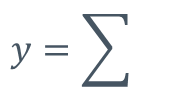 y = ∑